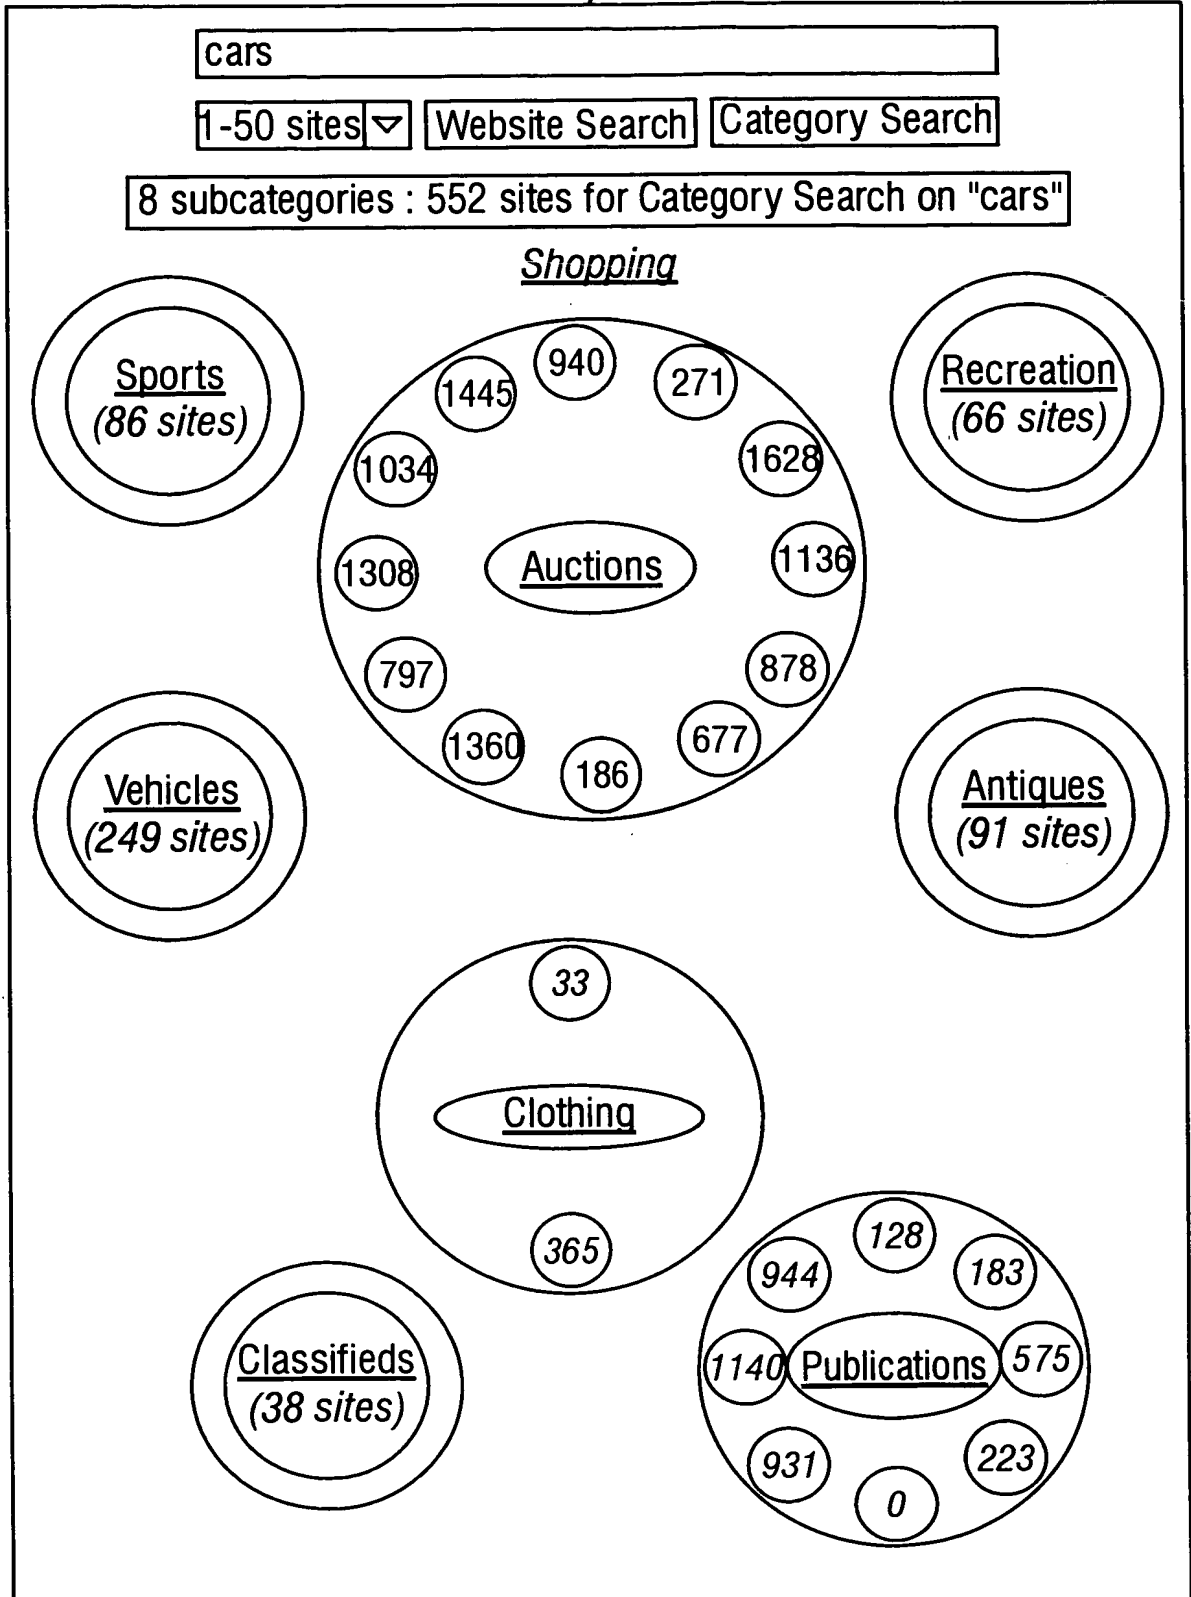 cars
1-50 sites
Website Search
Category Search
8 subcategories : 552 sites for Category Search on "cars"
Shopping
Sports
(86 sites)
Recreation
(66 sites)
940
271
1628
1136
878
677
186
1360
797
1308
1034
1445
Auctions
Vehicles
(249 sites)
Antiques
(91 sites)
33
Clothing
365
Classifieds
(38 sites)
128
183
575
223
0
931
1140
944
Publications